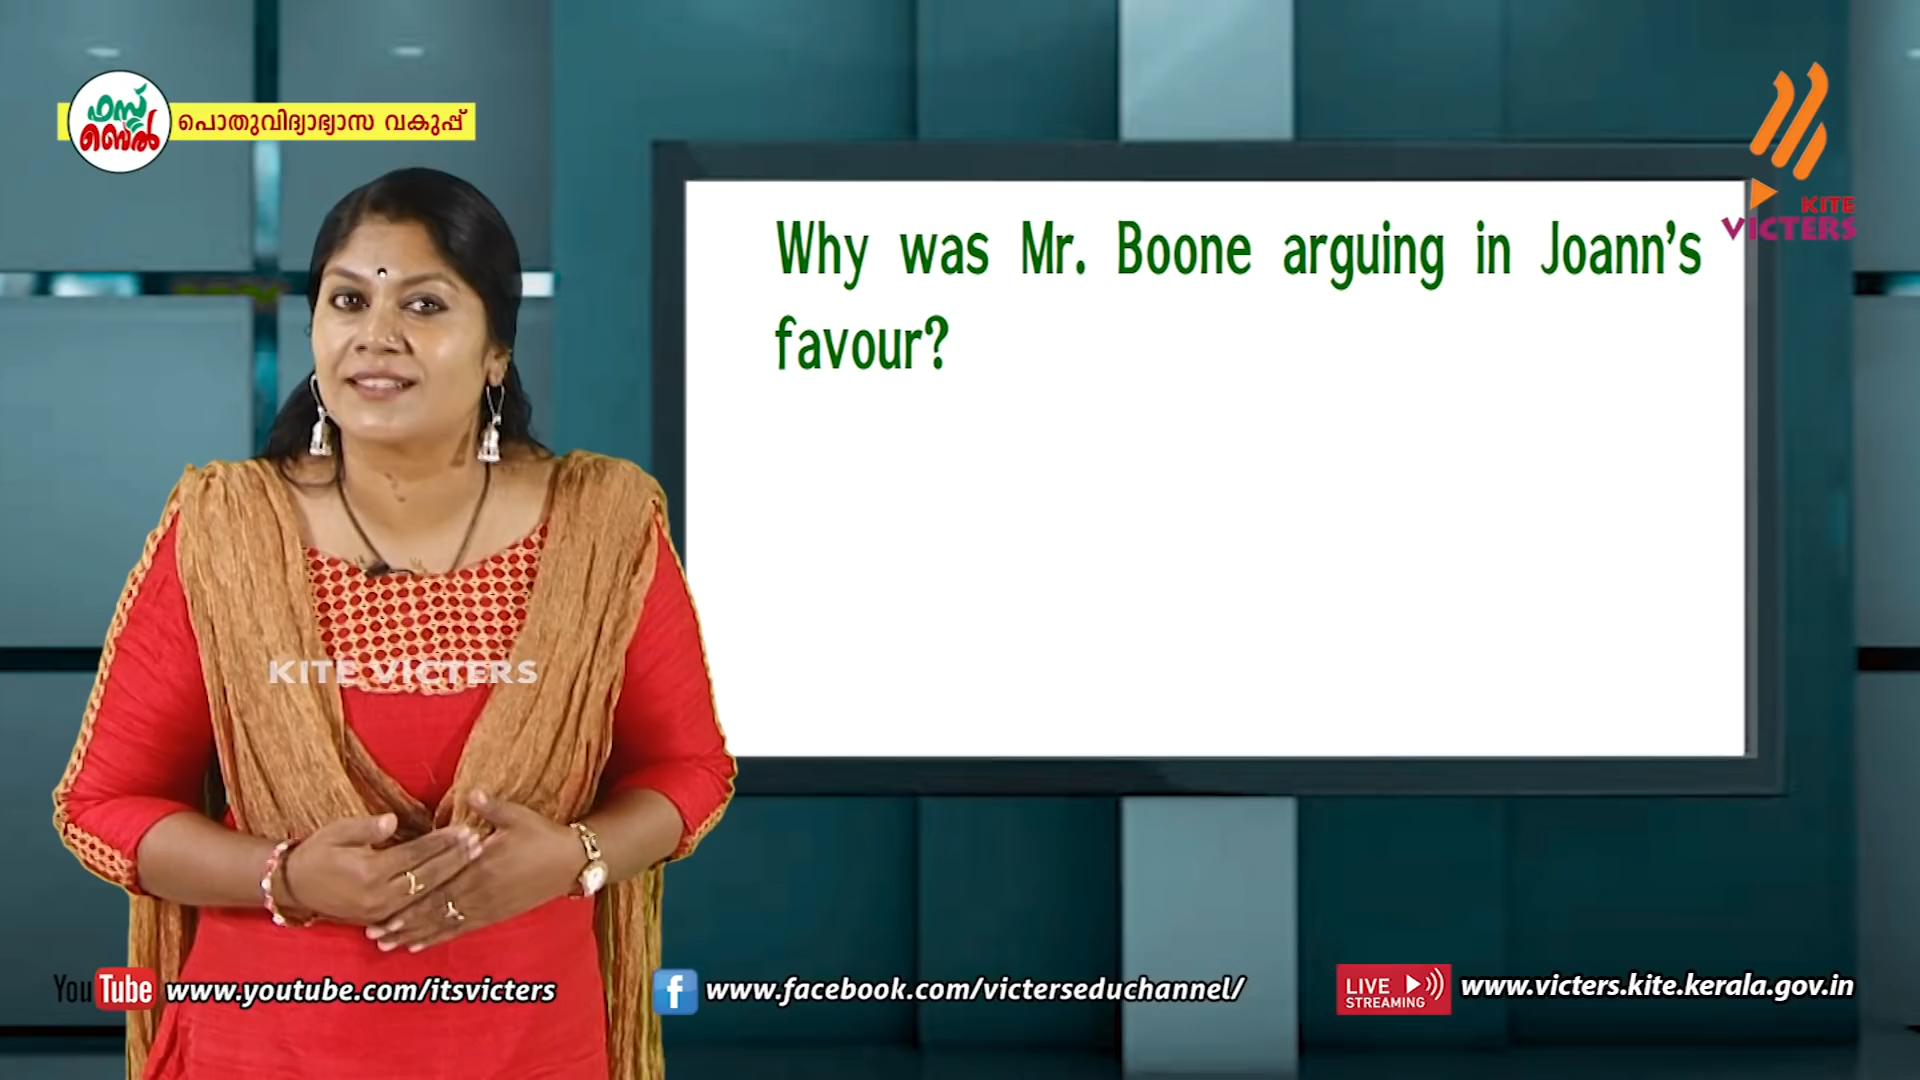 ഫസ്റ്റ്
ബെൽ
പൊതുവിദ്യാഭ്യാസ വകുപ്പ്
KITE
VICTERS
Why was Mr. Boone arguing in Joann's
favour?
KITE VICTERS
YouTube www.youtube.com/itsvicters
f www.facebook.com/victerseduchannel/
LIVE
STREAMING
www.victers.kite.kerala.gov.in